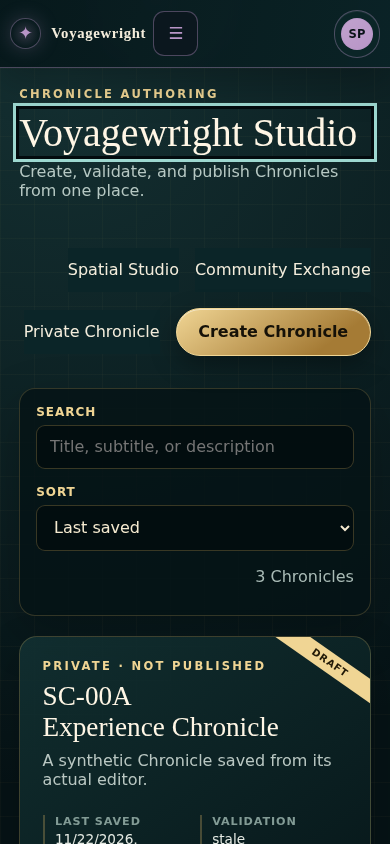 Voyagewright
SP
CHRONICLE AUTHORING
Voyagewright Studio
Create, validate, and publish Chronicles
from one place.
Spatial Studio
Community Exchange
Private Chronicle
Create Chronicle
SEARCH
Title, subtitle, or description
SORT
Last saved
3 Chronicles
PRIVATE · NOT PUBLISHED
DRAFT
SC-00A
Experience Chronicle
A synthetic Chronicle saved from its
actual editor.
LAST SAVED
11/22/2026,
VALIDATION
stale